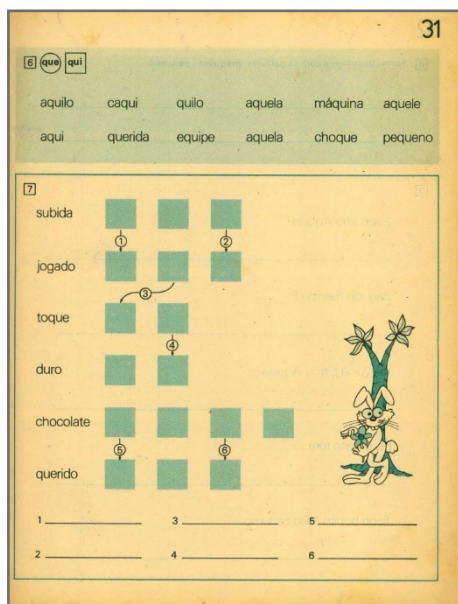 31
6 que qui
aquilo caqui quilo aquela máquina aquele
aqui querida equipe aquela choque pequeno
7
subida
1 2
jogado
3
toque
4
duro
chocolate
5 6
querido
1 3 5
2 4 6